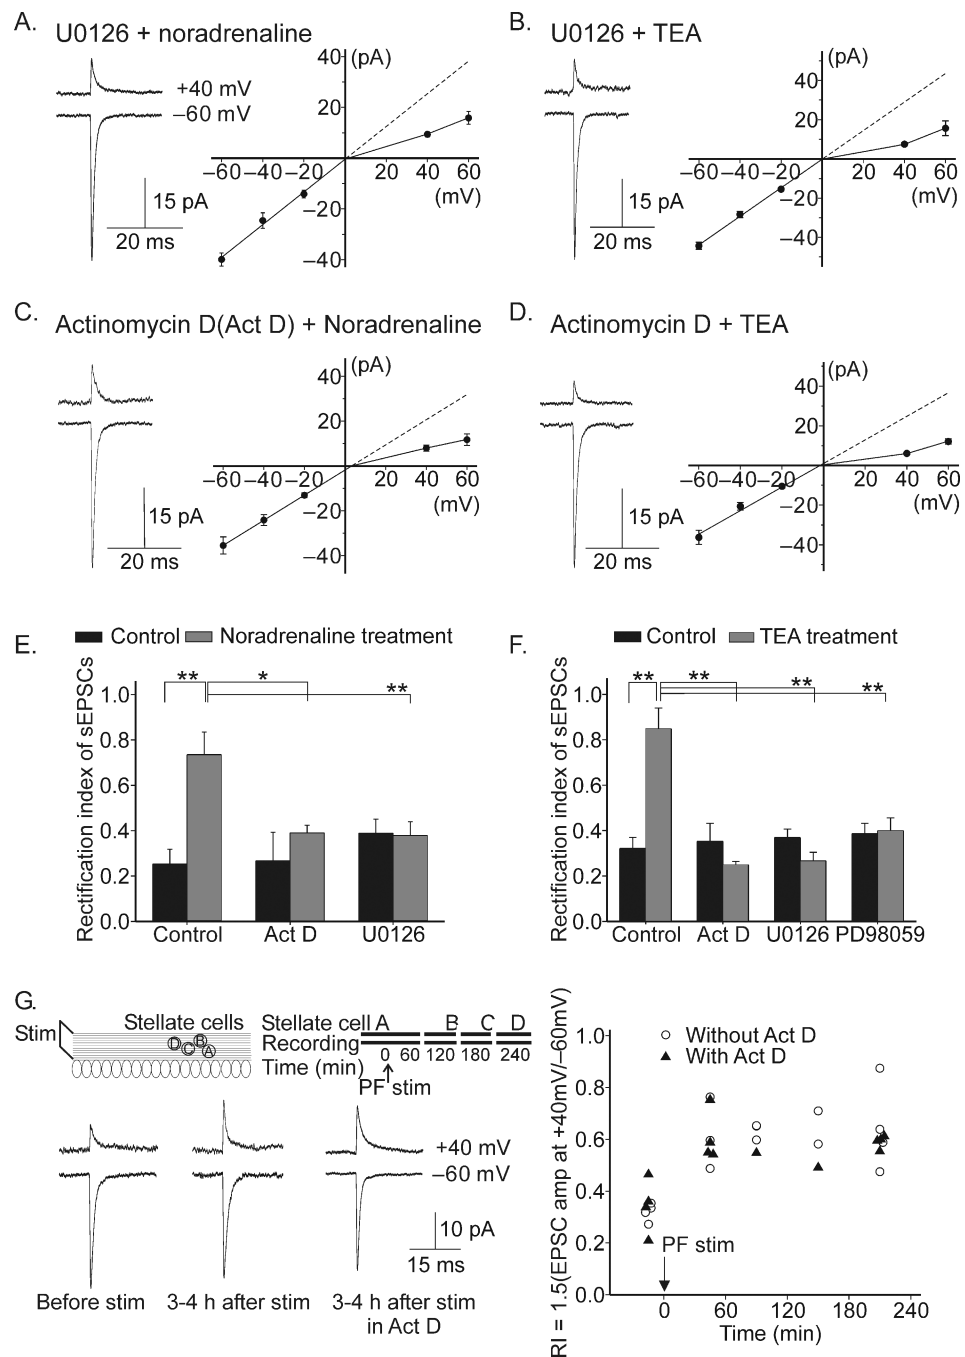 A.
U0126 + noradrenaline
+40 mV
–60 mV
15 pA
20 ms
(pA)
40
20
–60 –40 –20
20 40 60
(mV)
–20
–40
B.
U0126 + TEA
15 pA
20 ms
(pA)
40
20
–60 –40 –20
20 40 60
(mV)
–20
–40
C.
Actinomycin D(Act D) + Noradrenaline
15 pA
20 ms
(pA)
40
20
–60 –40 –20
20 40 60
(mV)
–20
–40
D.
Actinomycin D + TEA
15 pA
20 ms
(pA)
40
20
–60 –40 –20
20 40 60
(mV)
–20
–40
E.
Control Noradrenaline treatment
Rectification index of sEPSCs
1.0
0.8
0.6
0.4
0.2
0.0
** * **
Control Act D U0126
F.
Control TEA treatment
Rectification index of sEPSCs
1.0
0.8
0.6
0.4
0.2
0.0
** ** ** **
Control Act D U0126 PD98059
G.
Stim
Stellate cells
D C B A
Stellate cell A B C D
Recording
Time (min) 0 60 120 180 240
PF stim
+40 mV
–60 mV
10 pA
15 ms
Before stim
3-4 h after stim
3-4 h after stim
in Act D
RI = 1.5(EPSC amp at +40mV/–60mV)
1.0
0.8
0.6
0.4
0.2
0.0
Without Act D
With Act D
PF stim
0 60 120 180 240
Time (min)